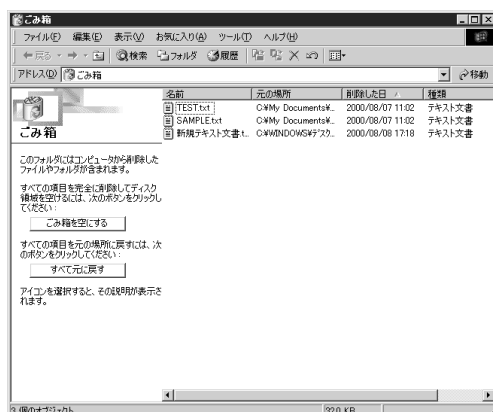 ごみ箱
ファイル(F) 編集(E) 表示(V) お気に入り(A) ツール(T) ヘルプ(H)
戻る 検索 フォルダ 履歴
アドレス(D) ごみ箱 移動
名前 元の場所 削除した日 種類
TEST.txt C:¥My Documents¥... 2000/08/07 11:02 テキスト文書
SAMPLE.txt C:¥My Documents¥... 2000/08/07 11:02 テキスト文書
新規テキスト文書.t... C:¥WINDOWS¥ﾃﾞｽｸ... 2000/08/08 17:18 テキスト文書
ごみ箱
このフォルダにはコンピュータから削除した
ファイルやフォルダが含まれます。
すべての項目を完全に削除してディスク
領域を空けるには、次のボタンをクリックし
てください:
ごみ箱を空にする
すべての項目を元の場所に戻すには、次
のボタンをクリックしてください:
すべて元に戻す
アイコンを選択すると、その説明が表示さ
れます。
3 個のオブジェクト 32.0 KB